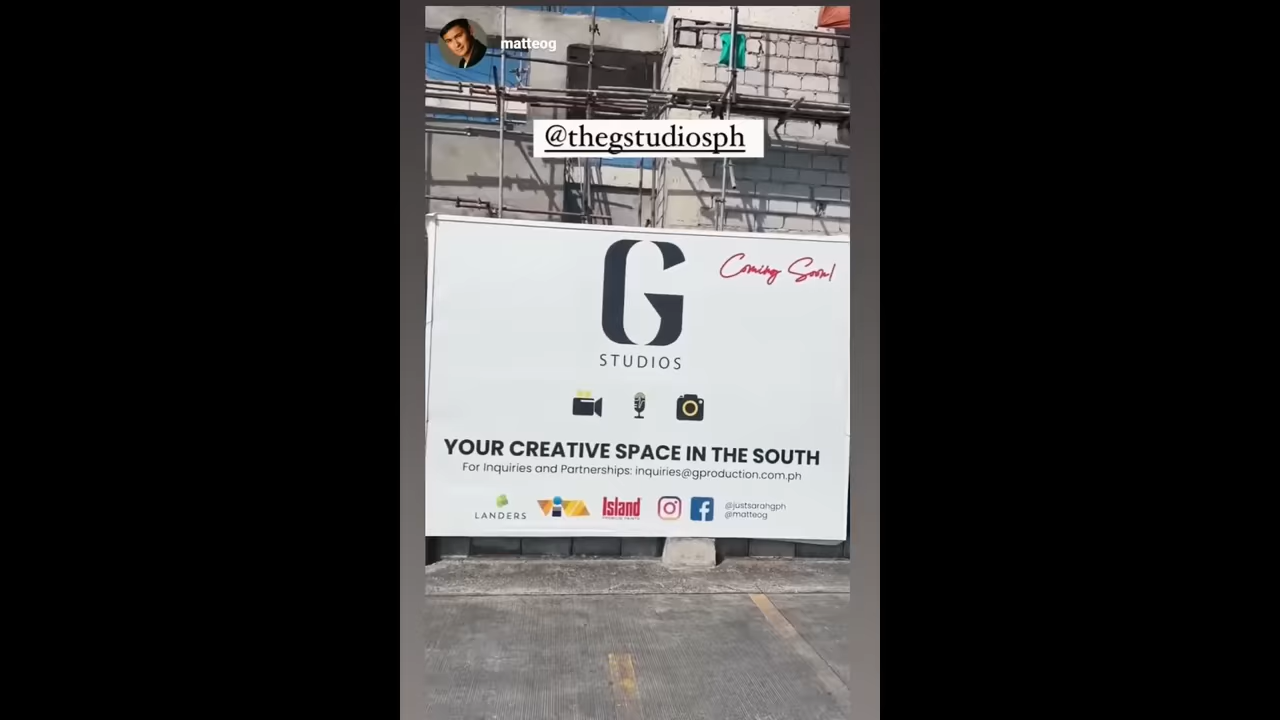 matteog
@thegstudiosph
G
Coming Soon!
STUDIOS
YOUR CREATIVE SPACE IN THE SOUTH
For Inquiries and Partnerships: inquiries@gproduction.com.ph
LANDERS
VIVA
Island
@justsarahgph
@matteog